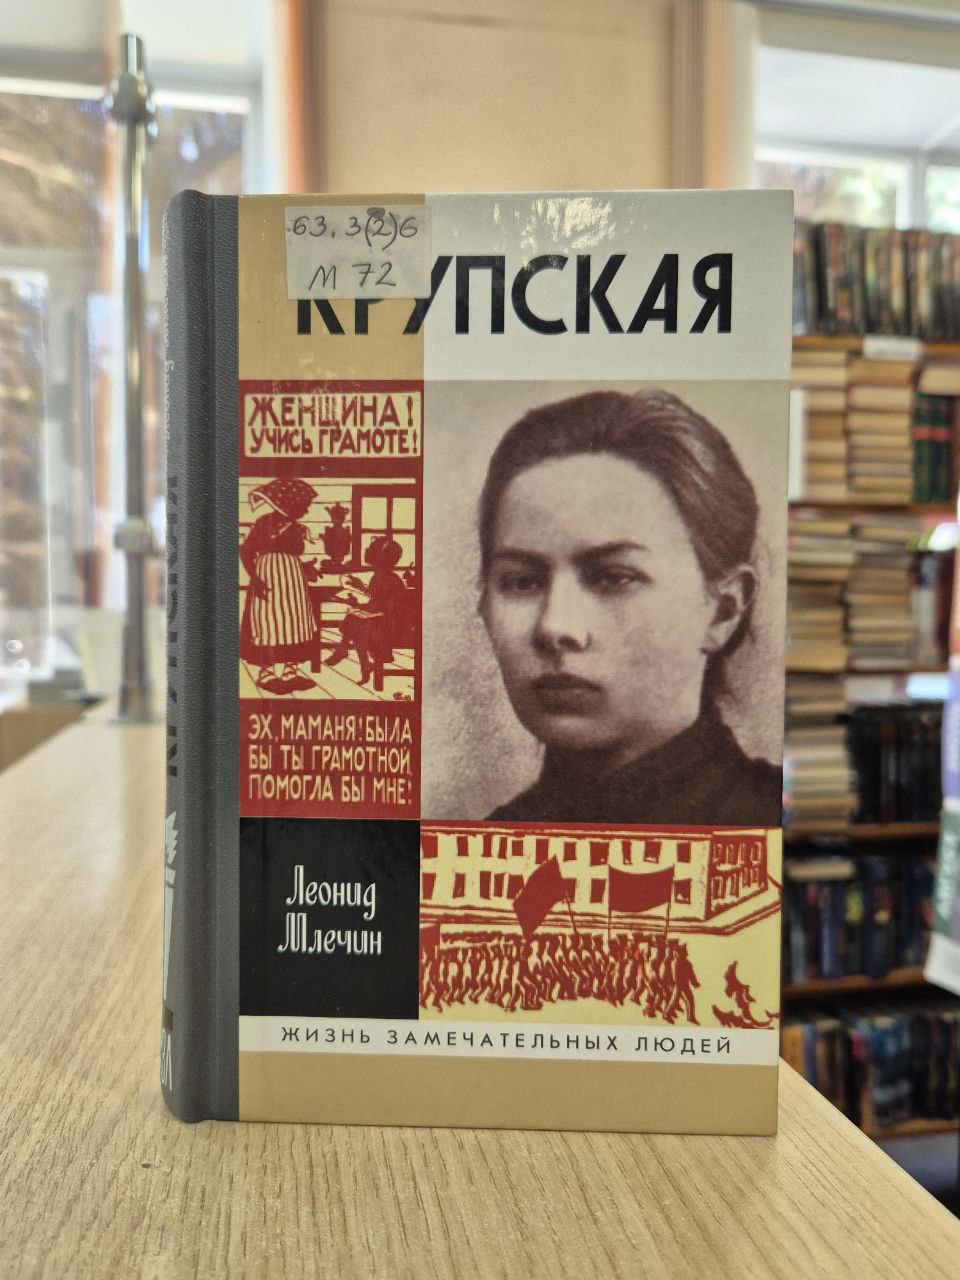 63.3(2)6
М 72
КРУПСКАЯ
ЖЕНЩИНА!
УЧИСЬ ГРАМОТЕ!
ЭХ, МАМАНЯ! БЫЛА
БЫ ТЫ ГРАМОТНОЙ,
ПОМОГЛА БЫ МНЕ!
Леонид
Млечин
ЖИЗНЬ ЗАМЕЧАТЕЛЬНЫХ ЛЮДЕЙ